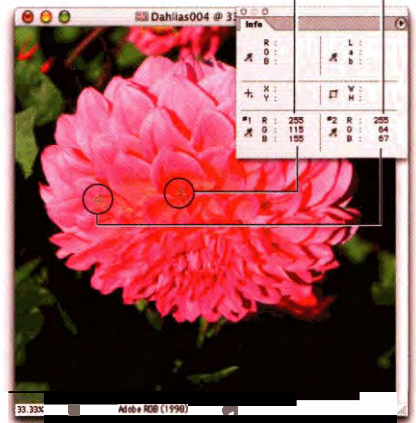 Dahlias004 @ 33
Info
R :
G :
B :
L :
a :
b :
X :
Y :
W :
H :
#1 R : 255
G : 115
B : 155
#2 R : 255
G : 64
B : 67
33.33%
Adobe RGB (1998)